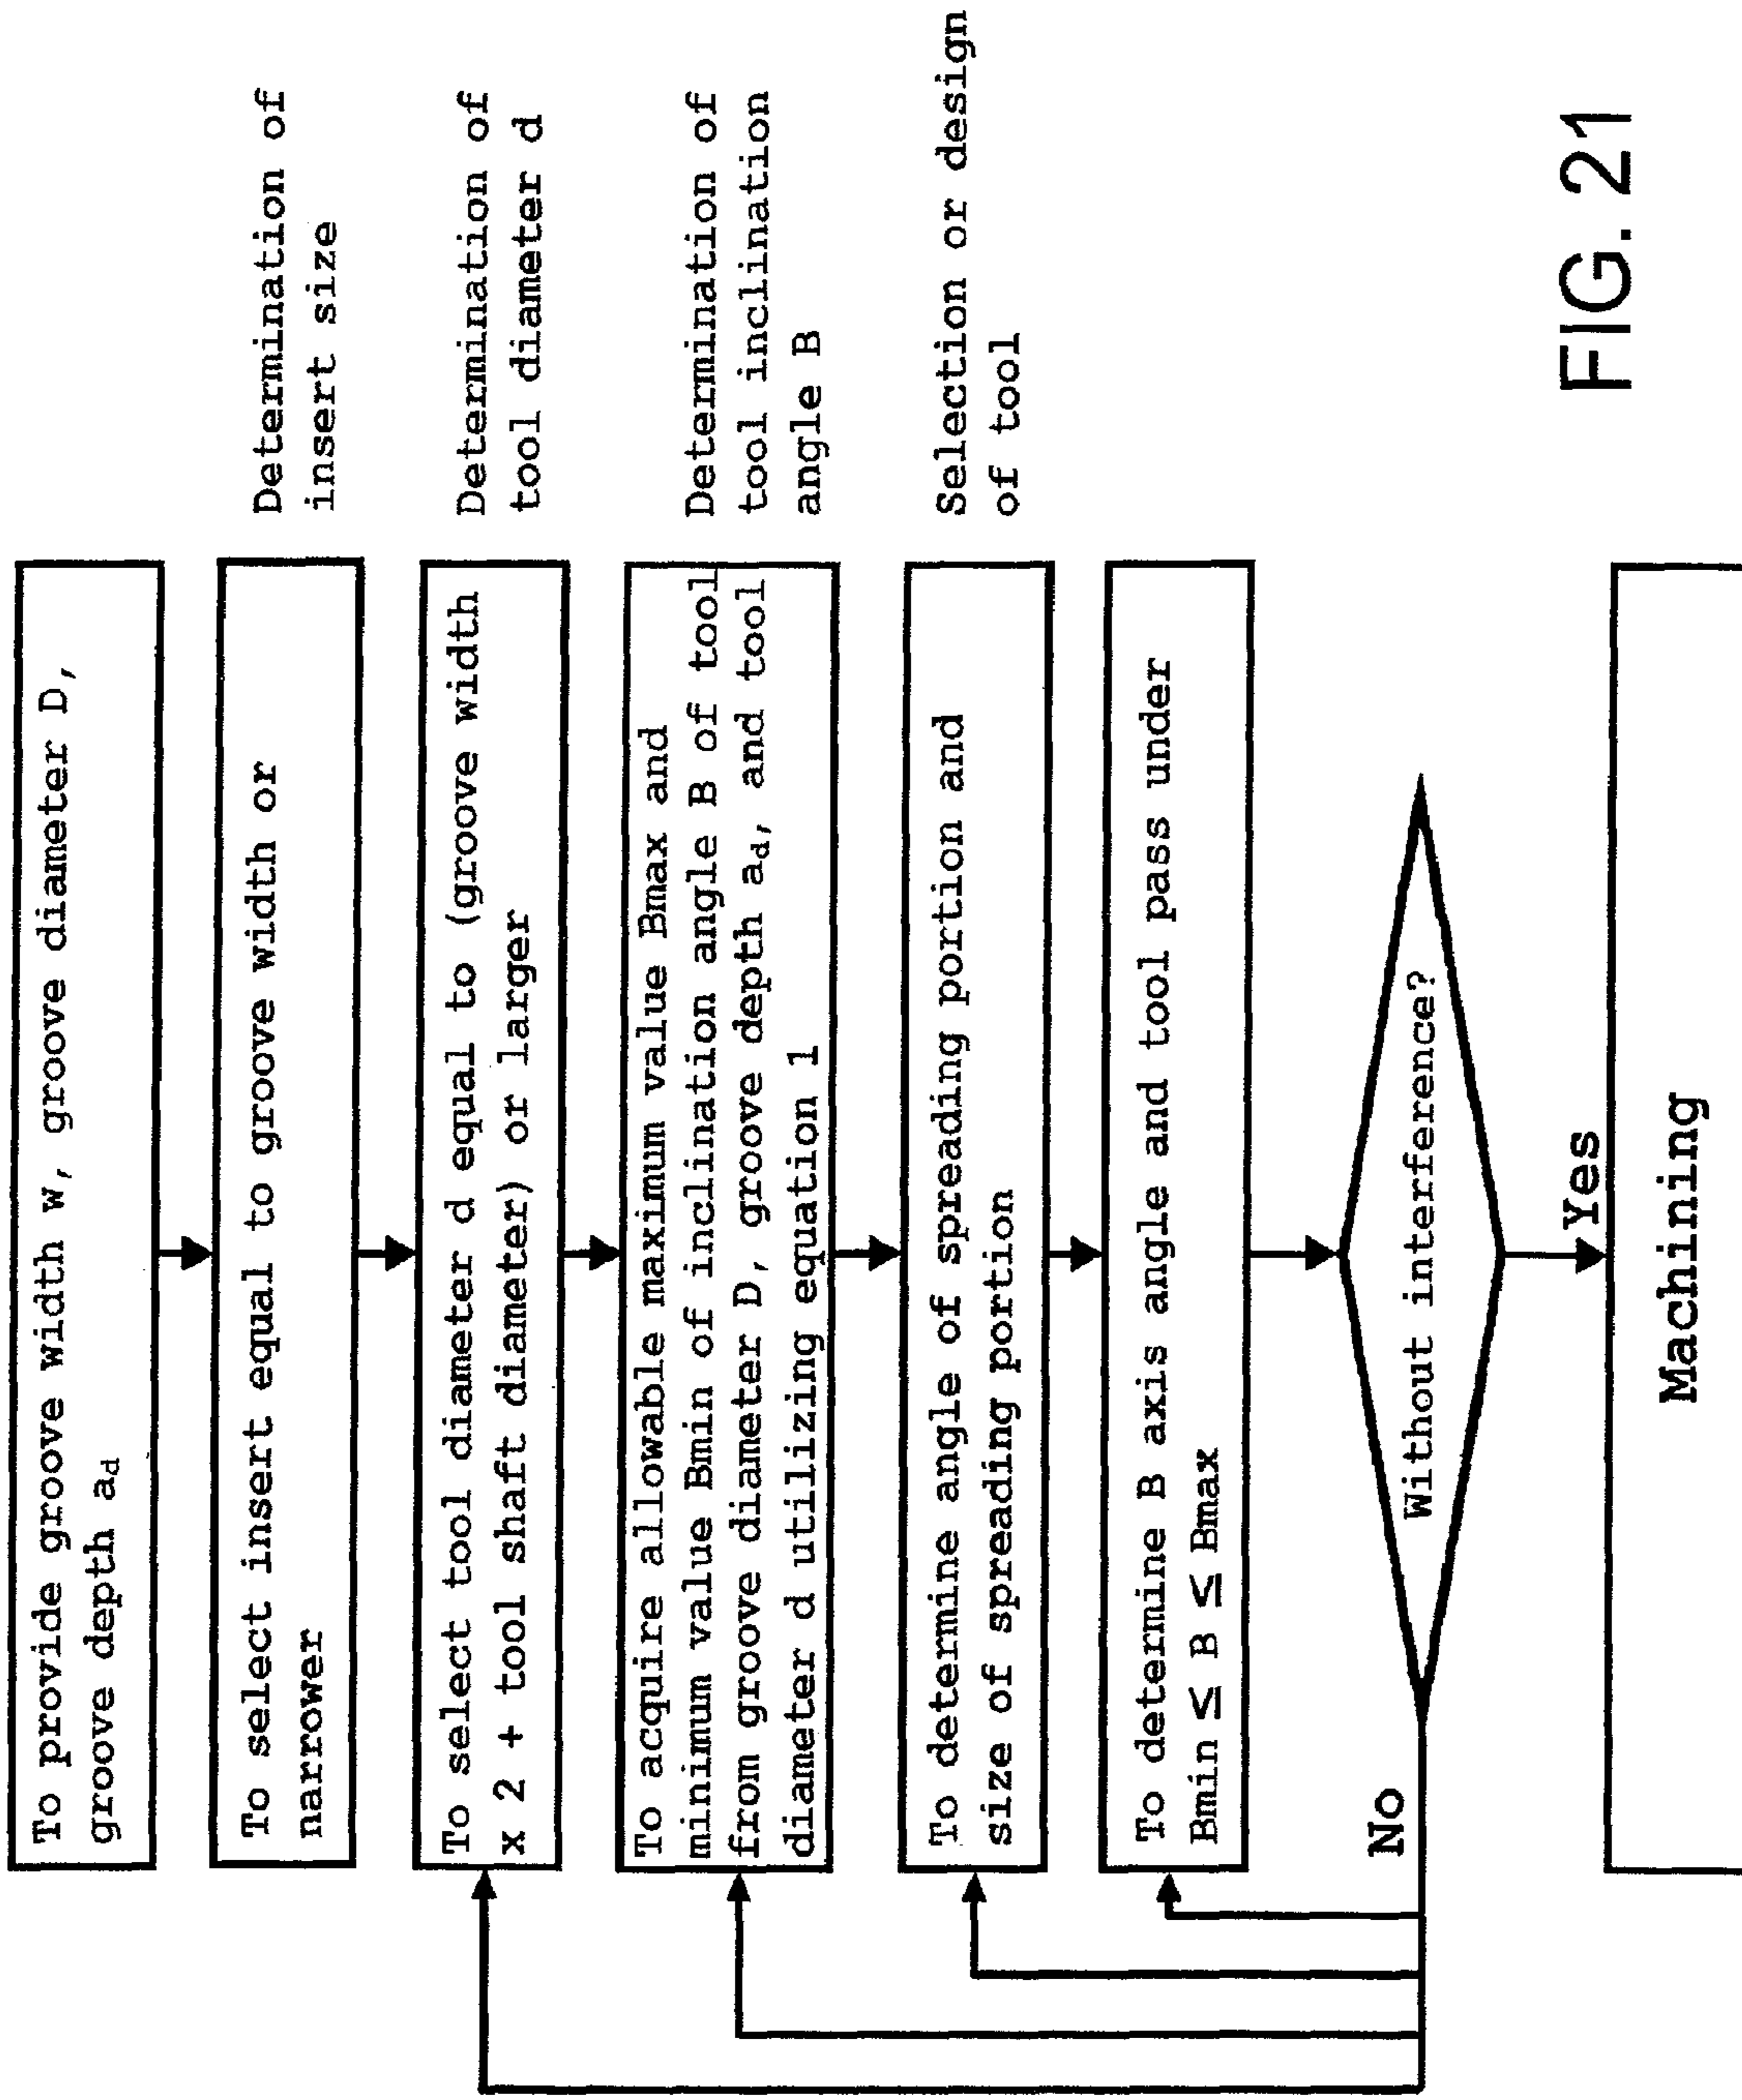 To provide groove width w, groove diameter D,
groove depth ad
To select insert equal to groove width or
narrower
Determination of
insert size
To select tool diameter d equal to (groove width
x 2 + tool shaft diameter) or larger
Determination of
tool diameter d
To acquire allowable maximum value Bmax and
minimum value Bmin of inclination angle B of tool
from groove diameter D, groove depth ad, and tool
diameter d utilizing equation 1
Determination of
tool inclination
angle B
To determine angle of spreading portion and
size of spreading portion
Selection or design
of tool
To determine B axis angle and tool pass under
Bmin ≤ B ≤ Bmax
Without interference?
No
Yes
Machining
FIG. 21